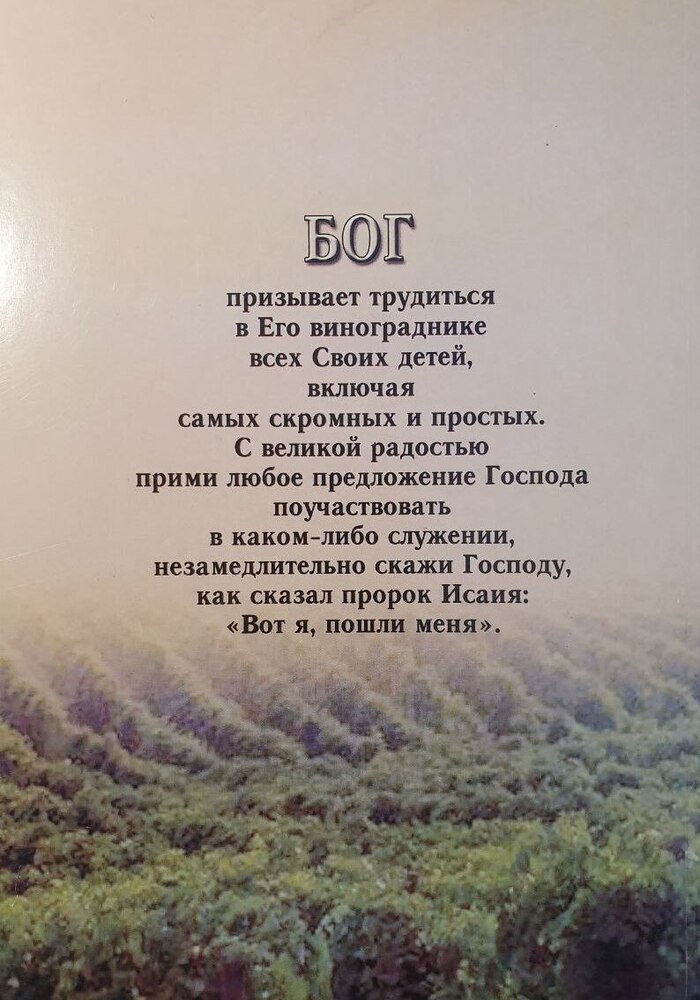 БОГ
призывает трудиться
в Его винограднике
всех Своих детей,
включая
самых скромных и простых.
С великой радостью
прими любое предложение Господа
поучаствовать
в каком-либо служении,
незамедлительно скажи Господу,
как сказал пророк Исаия:
«Вот я, пошли меня».